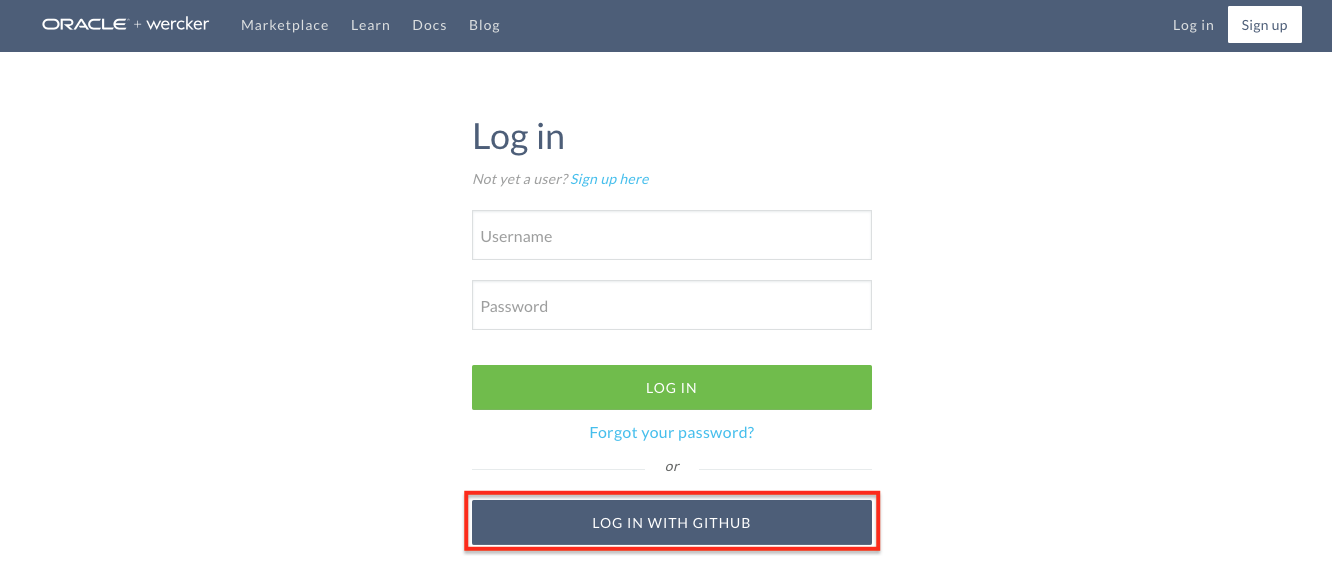 ORACLE + wercker Marketplace Learn Docs Blog Log in Sign up
Log in
Not yet a user? Sign up here
Username
Password
LOG IN
Forgot your password?
or
LOG IN WITH GITHUB